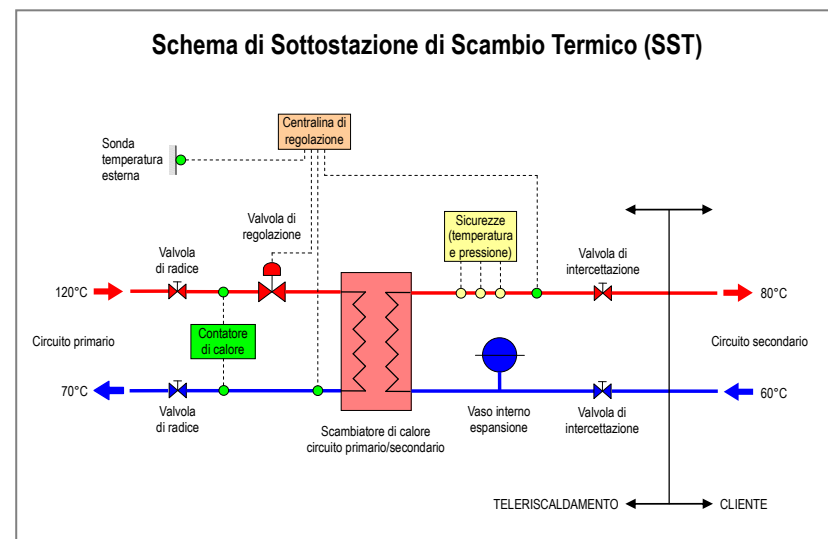 Schema di Sottostazione di Scambio Termico (SST)
Centralina di
regolazione
Sonda
temperatura
esterna
Valvola di
regolazione
Sicurezze
(temperatura
e pressione)
Valvola
di radice
Valvola di
intercettazione
120°C
80°C
Contatore
di calore
Circuito primario
Circuito secondario
70°C
60°C
Valvola
di radice
Vaso interno
espansione
Valvola di
intercettazione
Scambiatore di calore
circuito primario/secondario
TELERISCALDAMENTO
CLIENTE